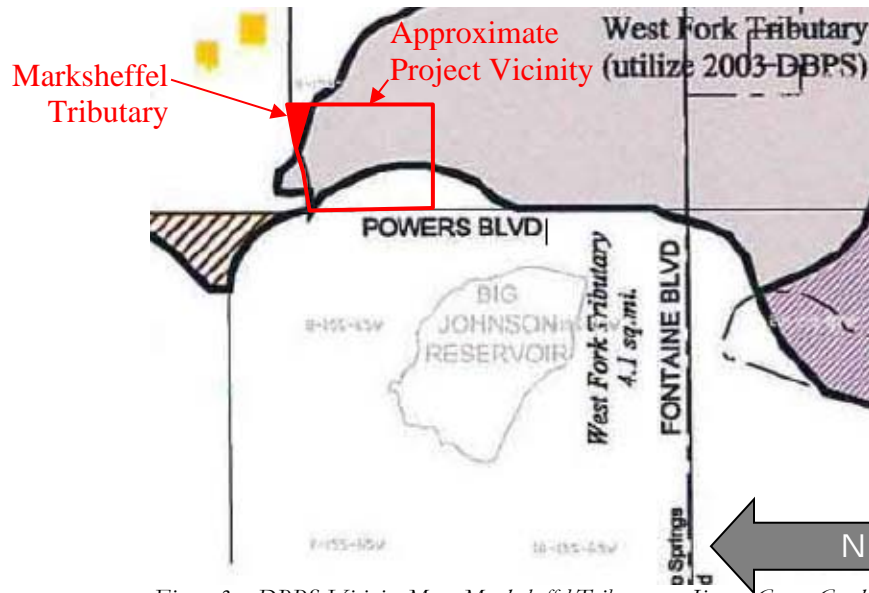 West Fork Tributary
(utilize 2003 DBPS)
Approximate
Project Vicinity
Marksheffel
Tributary
POWERS BLVD
BIG
JOHNSON
RESERVOIR
West Fork Tributary
4.1 sq.mi.
FONTAINE BLVD
N